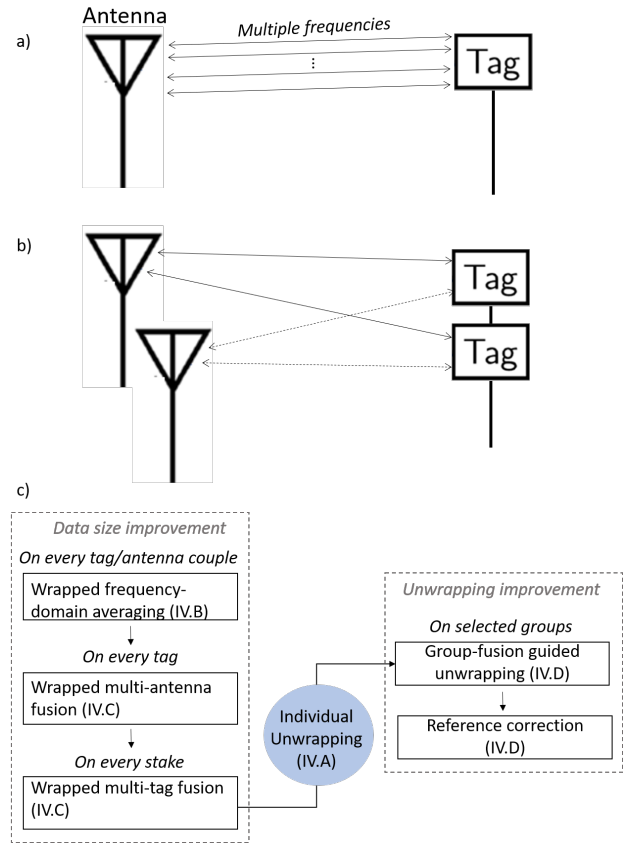 Antenna
a)
Multiple frequencies
...
Tag
b)
Tag
Tag
c)
Data size improvement
On every tag/antenna couple
Wrapped frequency-
domain averaging (IV.B)
On every tag
Wrapped multi-antenna
fusion (IV.C)
On every stake
Wrapped multi-tag fusion
(IV.C)
Individual
Unwrapping
(IV.A)
Unwrapping improvement
On selected groups
Group-fusion guided
unwrapping (IV.D)
Reference correction
(IV.D)